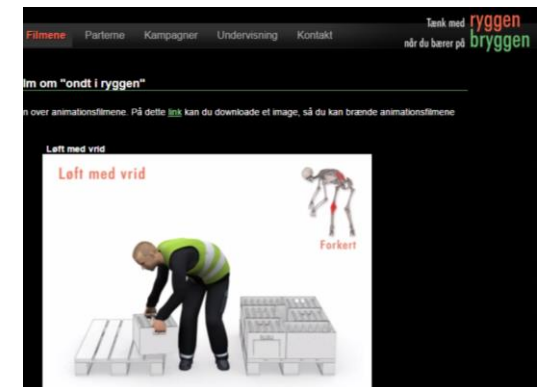 Filmene Parterne Kampagner Undervisning Kontakt
Tænk med ryggen
når du bærer på bryggen
lm om "ondt i ryggen"
n over animationsfilmene. På dette link kan du downloade et image, så du kan brænde animationsfilmene
Løft med vrid
Løft med vrid
Forkert